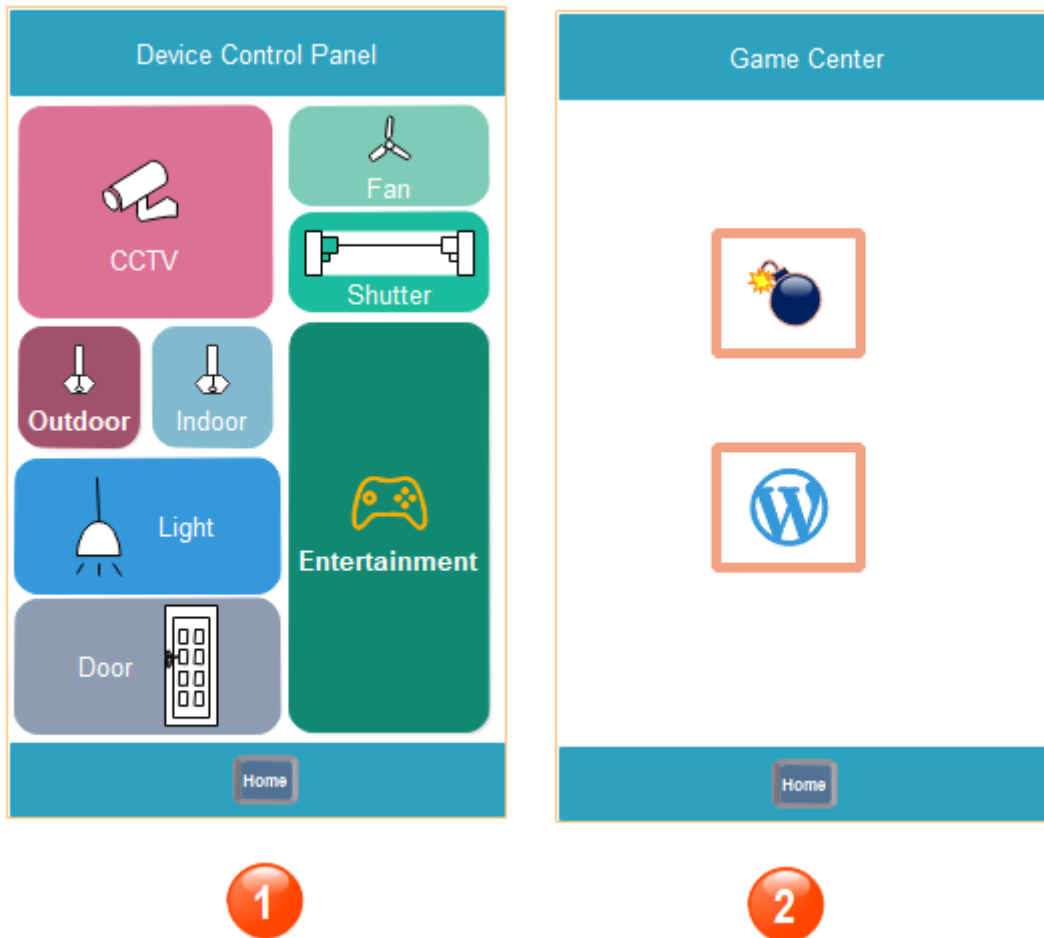 Device Control Panel
CCTV
Fan
Shutter
Outdoor
Indoor
Light
Entertainment
Door
Home
1
Game Center
W
Home
2